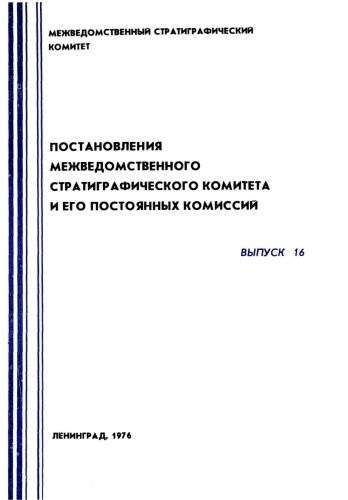 МЕЖВЕДОМСТВЕННЫЙ СТРАТИГРАФИЧЕСКИЙ
КОМИТЕТ
ПОСТАНОВЛЕНИЯ
МЕЖВЕДОМСТВЕННОГО
СТРАТИГРАФИЧЕСКОГО КОМИТЕТА
И ЕГО ПОСТОЯННЫХ КОМИССИЙ
ВЫПУСК 16
ЛЕНИНГРАД, 1976